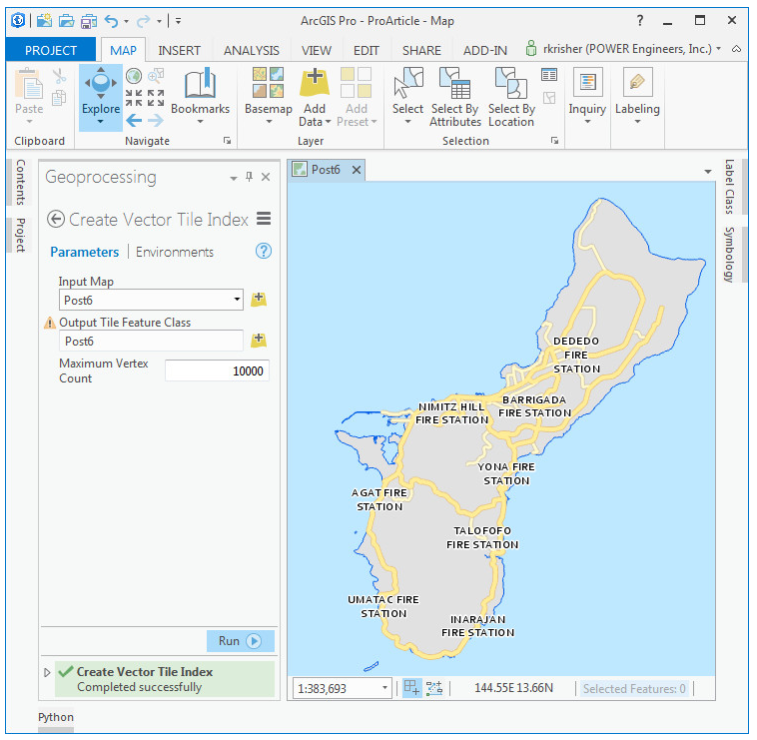 ArcGIS Pro - ProArticle - Map
PROJECT MAP INSERT ANALYSIS VIEW EDIT SHARE ADD-IN rkrisher (POWER Engineers, Inc.)
Paste
Clipboard
Explore
Bookmarks
Navigate
Basemap
Add
Data
Add
Preset
Layer
Select
Select By
Attributes
Select By
Location
Selection
Inquiry
Labeling
Contents
Project
Geoprocessing
Create Vector Tile Index
Parameters | Environments
Input Map
Post6
Output Tile Feature Class
Post6
Maximum Vertex
Count
10000
Run
Create Vector Tile Index
Completed successfully
Python
Post6
DEDEDO
FIRE
STATION
BARRIGADA
FIRE STATION
NIMITZ HILL
FIRE STATION
YONA FIRE
STATION
AGAT FIRE
STATION
TALOFOFO
FIRE STATION
UMATAC FIRE
STATION
INARAJAN
FIRE STATION
1:383,693
144.55E 13.66N
Selected Features: 0
Label Class
Symbology